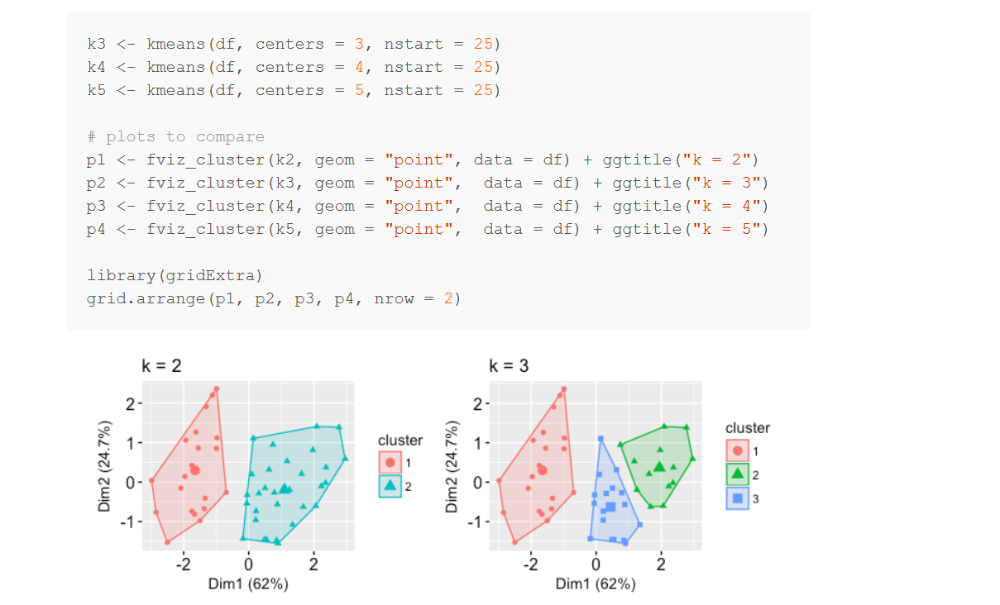 k3 <- kmeans(df, centers = 3, nstart = 25)
k4 <- kmeans(df, centers = 4, nstart = 25)
k5 <- kmeans(df, centers = 5, nstart = 25)
# plots to compare
p1 <- fviz_cluster(k2, geom = "point", data = df) + ggtitle("k = 2")
p2 <- fviz_cluster(k3, geom = "point",  data = df) + ggtitle("k = 3")
p3 <- fviz_cluster(k4, geom = "point",  data = df) + ggtitle("k = 4")
p4 <- fviz_cluster(k5, geom = "point",  data = df) + ggtitle("k = 5")
library(gridExtra)
grid.arrange(p1, p2, p3, p4, nrow = 2)
k = 2
2
1
0
-1
Dim2 (24.7%)
-2 0 2
Dim1 (62%)
cluster
1
2
k = 3
2
1
0
-1
Dim2 (24.7%)
-2 0 2
Dim1 (62%)
cluster
1
2
3